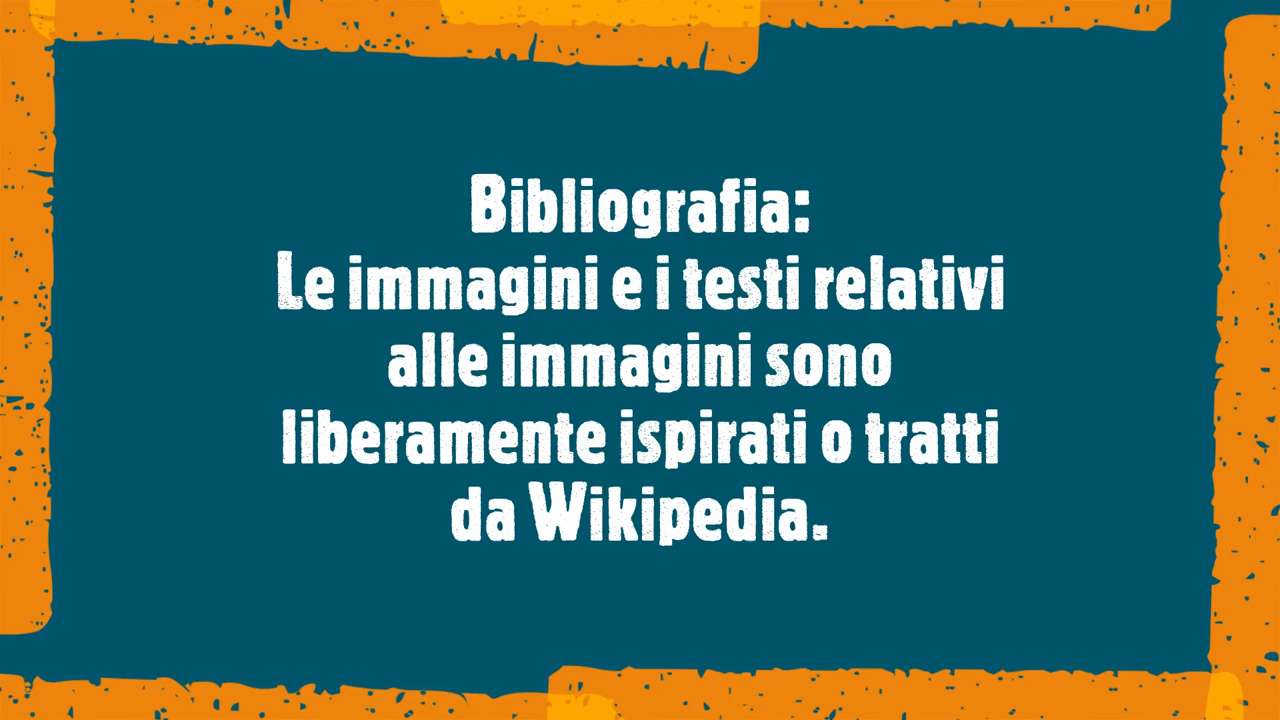 Bibliografia:
Le immagini e i testi relativi
alle immagini sono
liberamente ispirati o tratti
da Wikipedia.